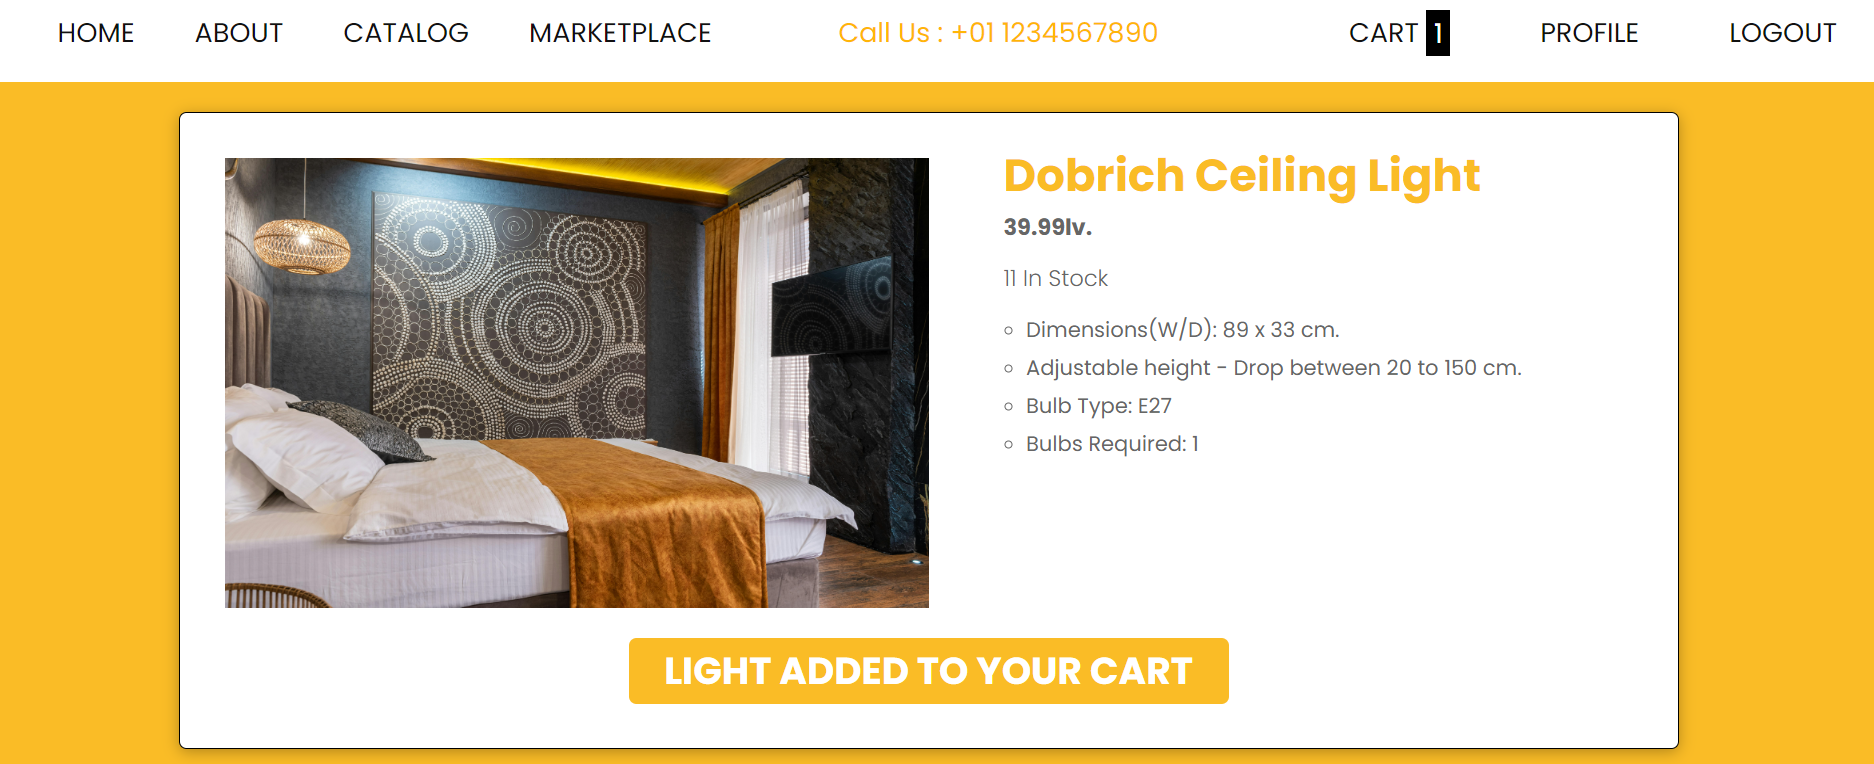 HOME ABOUT CATALOG MARKETPLACE Call Us : +01 1234567890 CART 1 PROFILE LOGOUT
Dobrich Ceiling Light
39.99lv.
11 In Stock
Dimensions(W/D): 89 x 33 cm.
Adjustable height - Drop between 20 to 150 cm.
Bulb Type: E27
Bulbs Required: 1
LIGHT ADDED TO YOUR CART